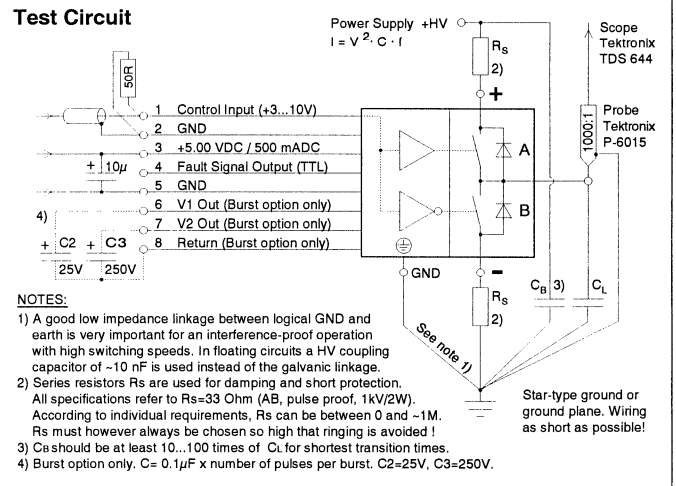 Test Circuit
Power Supply +HV
I = V ²· C · f
Rs
2)
+
Scope
Tektronix
TDS 644
50R
1 Control Input (+3...10V)
2 GND
3 +5.00 VDC / 500 mADC
4 Fault Signal Output (TTL)
5 GND
6 V1 Out (Burst option only)
7 V2 Out (Burst option only)
8 Return (Burst option only)
+ 10µ
4)
+ C2 + C3
25V 250V
A
B
1000:1
Probe
Tektronix
P-6015
GND
−
Rs
2)
CB 3) CL
See note 1)
NOTES:
1) A good low impedance linkage between logical GND and
earth is very important for an interference-proof operation
with high switching speeds. In floating circuits a HV coupling
capacitor of ~10 nF is used instead of the galvanic linkage.
2) Series resistors Rs are used for damping and short protection.
All specifications refer to Rs=33 Ohm (AB, pulse proof, 1kV/2W).
According to individual requirements, Rs can be between 0 and ~1M.
Rs must however always be chosen so high that ringing is avoided !
3) CB should be at least 10...100 times of CL for shortest transition times.
4) Burst option only. C= 0.1µF x number of pulses per burst. C2=25V, C3=250V.
Star-type ground or
ground plane. Wiring
as short as possible!